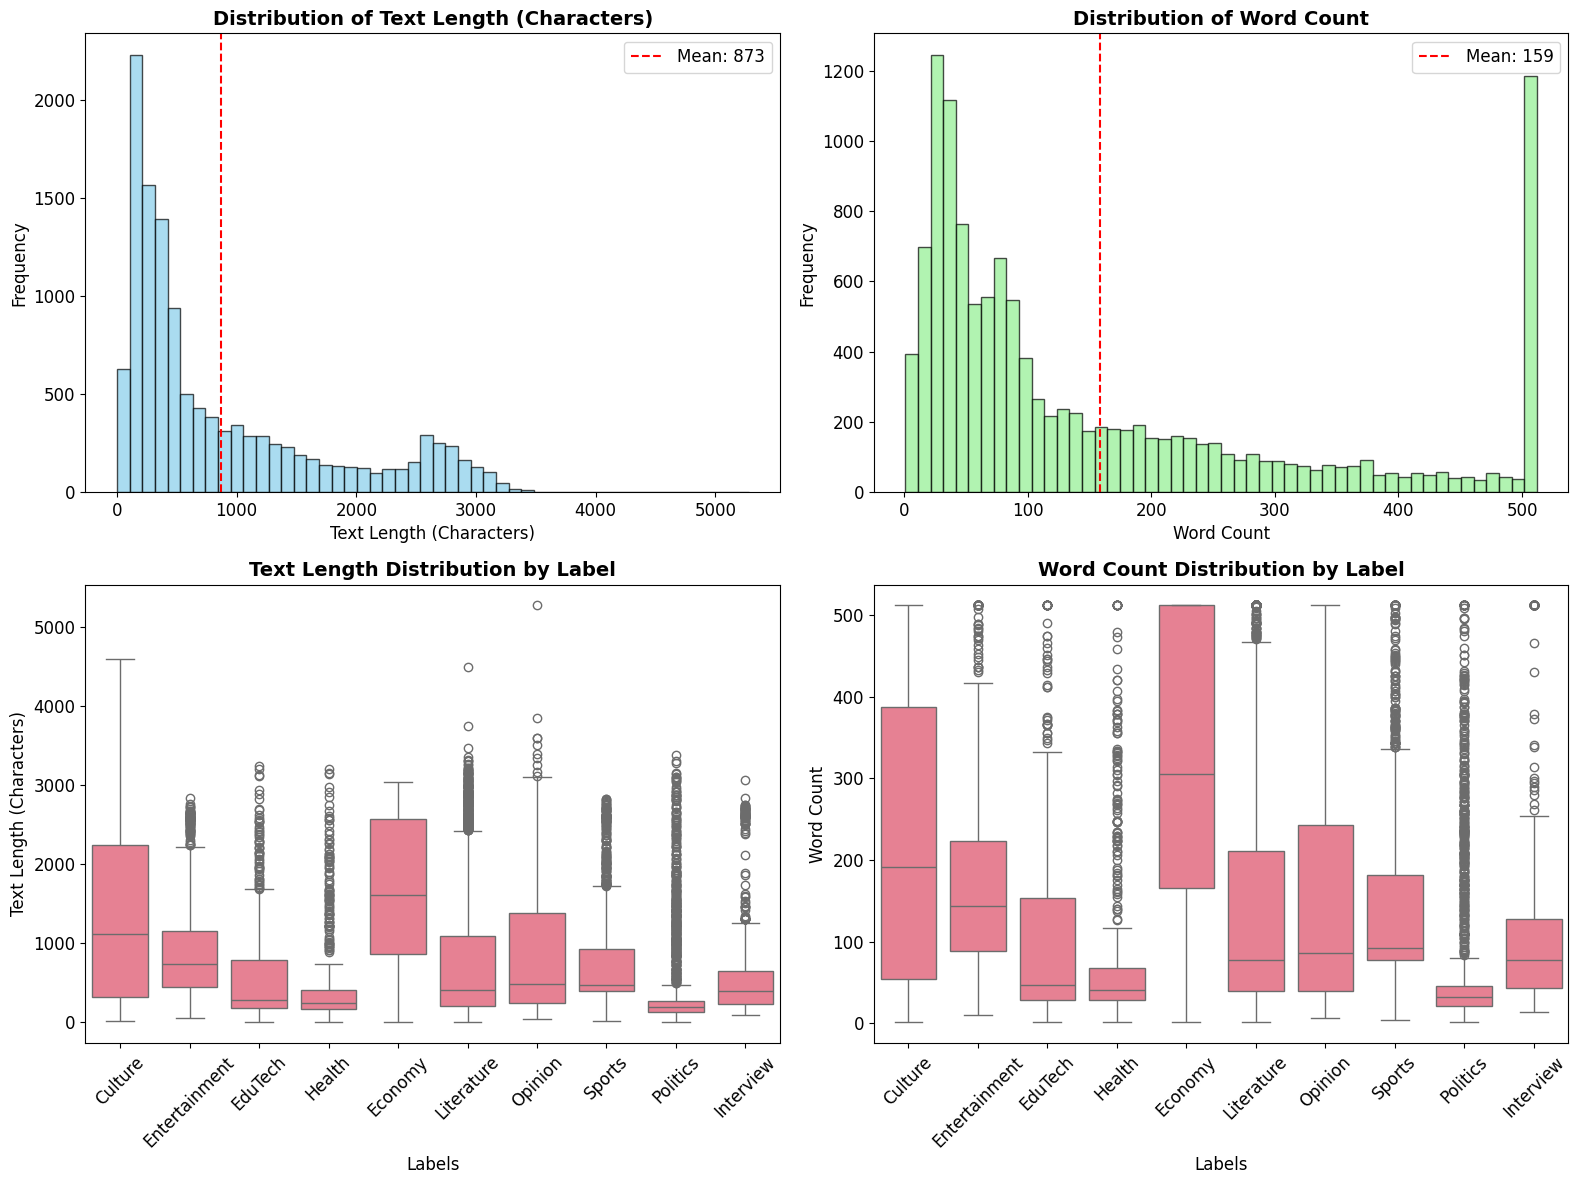 Distribution of Text Length (Characters)
Mean: 873
2000
1500
1000
500
0
Frequency
0 1000 2000 3000 4000 5000
Text Length (Characters)
Distribution of Word Count
Mean: 159
1200
1000
800
600
400
200
0
Frequency
0 100 200 300 400 500
Word Count
Text Length Distribution by Label
5000
4000
3000
2000
1000
0
Text Length (Characters)
Culture Entertainment EduTech Health Economy Literature Opinion Sports Politics Interview
Labels
Word Count Distribution by Label
500
400
300
200
100
0
Word Count
Culture Entertainment EduTech Health Economy Literature Opinion Sports Politics Interview
Labels